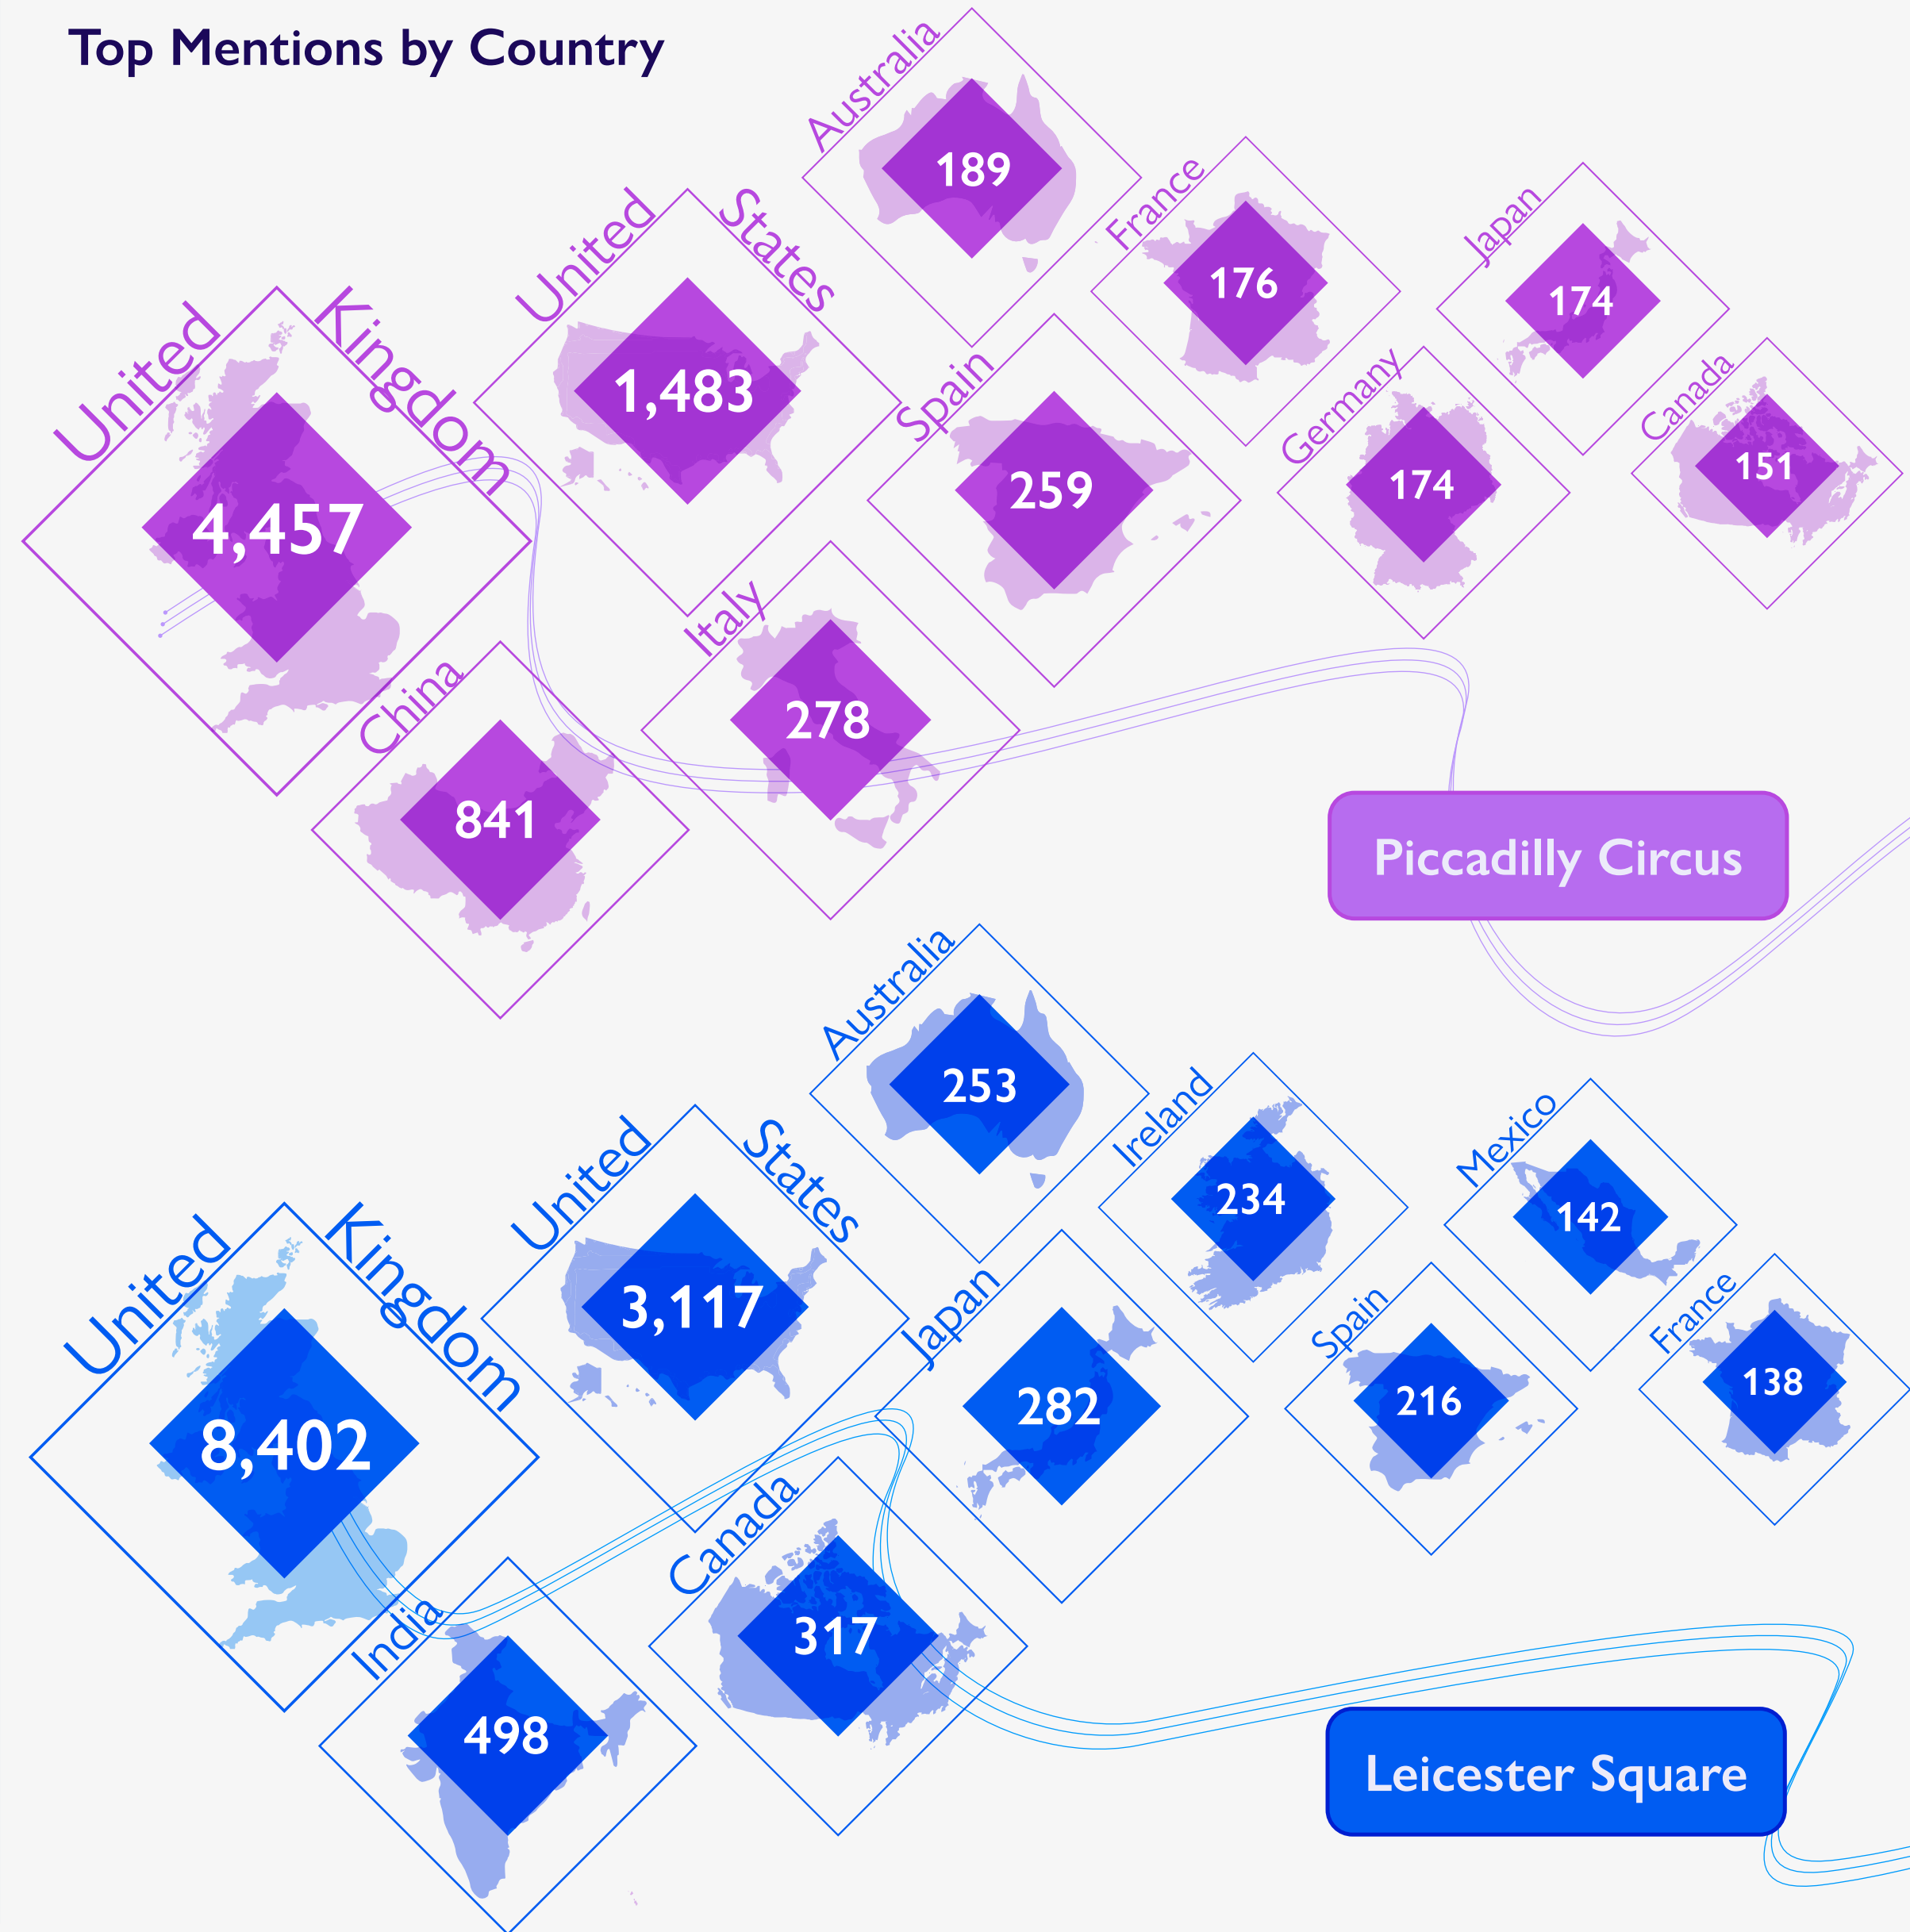 Top Mentions by Country
United Kingdom
4,457
United States
1,483
China
841
Italy
278
Spain
259
Australia
189
France
176
Germany
174
Japan
174
Canada
151
Piccadilly Circus
United Kingdom
8,402
United States
3,117
India
498
Canada
317
Japan
282
Australia
253
Ireland
234
Spain
216
Mexico
142
France
138
Leicester Square